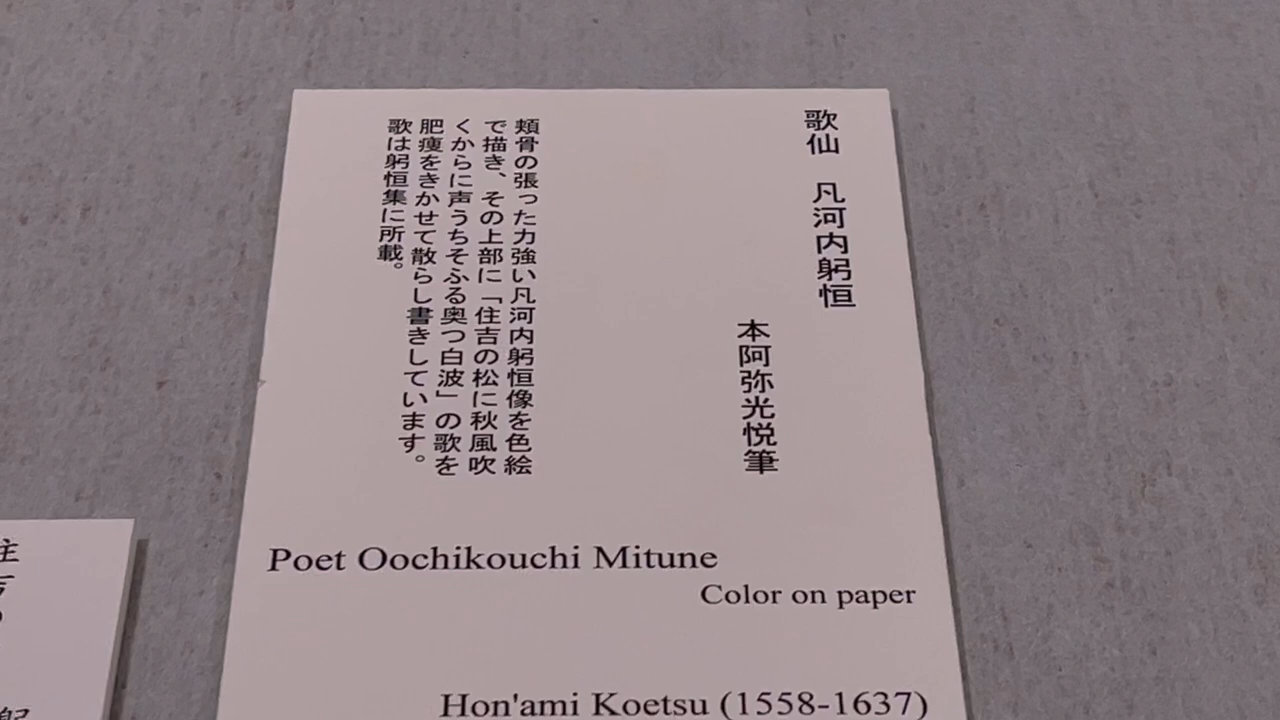 歌仙　凡河内躬恒
本阿弥光悦筆
頬骨の張った力強い凡河内躬恒像を色絵
で描き、その上部に「住吉の松に秋風吹
くからに声うちそふる奥つ白波」の歌を
肥痩をきかせて散らし書きしています。
歌は躬恒集に所載。
Poet Oochikouchi Mitune
Color on paper
Hon'ami Koetsu (1558-1637)
住吉の
躬